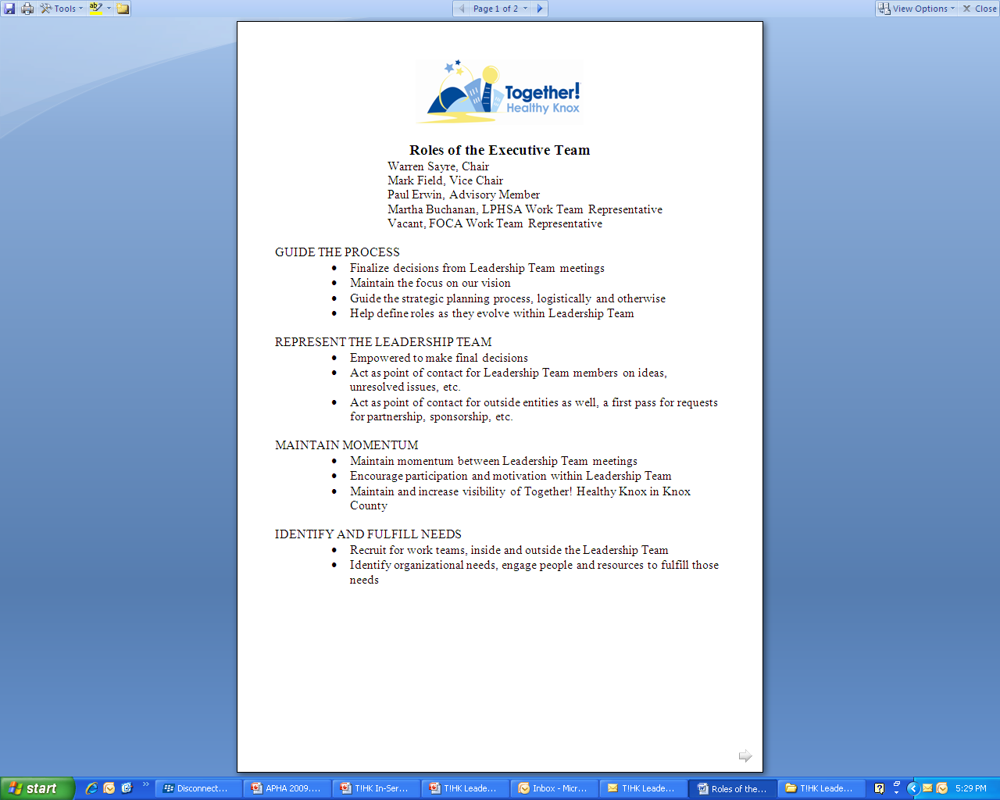 Tools
Page 1 of 2
View Options
Close
Together!
Healthy Knox
Roles of the Executive Team
Warren Sayre, Chair
Mark Field, Vice Chair
Paul Erwin, Advisory Member
Martha Buchanan, LPHSA Work Team Representative
Vacant, FOCA Work Team Representative
GUIDE THE PROCESS
• Finalize decisions from Leadership Team meetings
• Maintain the focus on our vision
• Guide the strategic planning process, logistically and otherwise
• Help define roles as they evolve within Leadership Team
REPRESENT THE LEADERSHIP TEAM
• Empowered to make final decisions
• Act as point of contact for Leadership Team members on ideas,
unresolved issues, etc.
• Act as point of contact for outside entities as well, a first pass for requests
for partnership, sponsorship, etc.
MAINTAIN MOMENTUM
• Maintain momentum between Leadership Team meetings
• Encourage participation and motivation within Leadership Team
• Maintain and increase visibility of Together! Healthy Knox in Knox
County
IDENTIFY AND FULFILL NEEDS
• Recruit for work teams, inside and outside the Leadership Team
• Identify organizational needs, engage people and resources to fulfill those
needs
start
Disconnect...
APHA 2009....
T!HK In-Ser...
T!HK Leade...
Inbox - Micr...
T!HK Leade...
Roles of the...
T!HK Leade...
5:29 PM